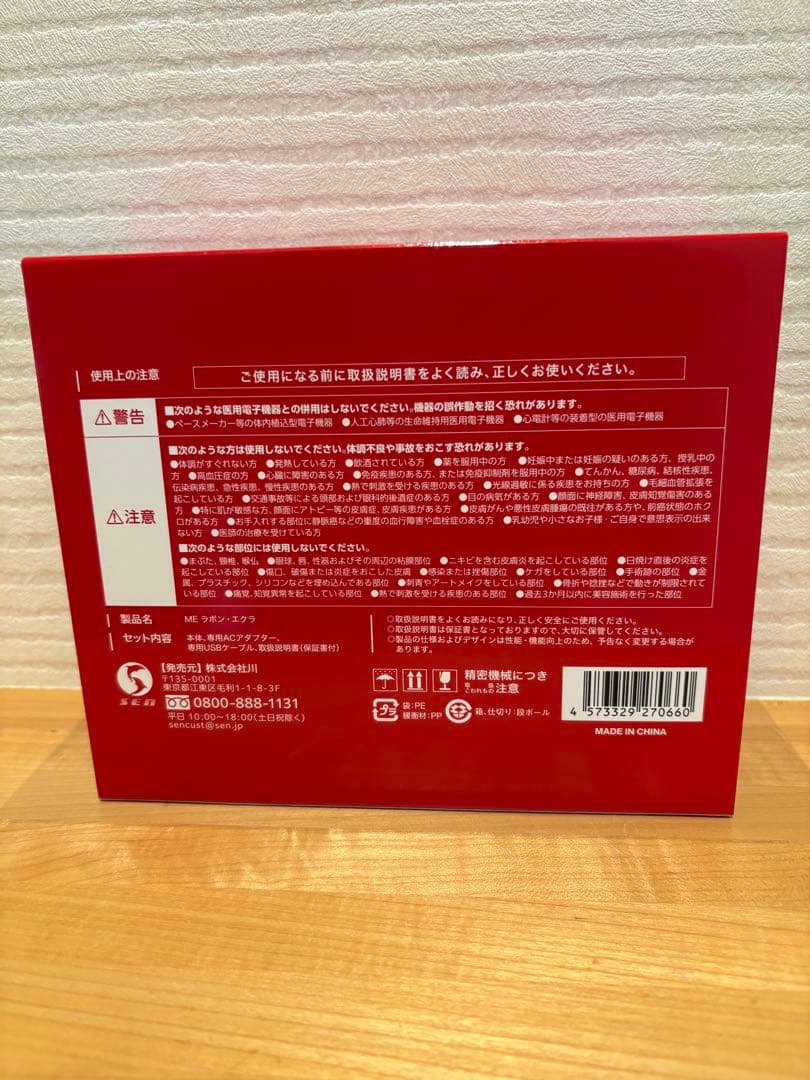 使用上の注意
ご使用になる前に取扱説明書をよく読み、正しくお使いください。
⚠警告
■次のような医用電子機器との併用はしないでください。機器の誤作動を招く恐れがあります。
●ペースメーカー等の体内植込型電子機器 ●人工心肺等の生命維持用医用電子機器 ●心電計等の装着型の医用電子機器
⚠注意
■次のような方は使用しないでください。体調不良や事故をおこす恐れがあります。
●体調がすぐれない方 ●発熱している方 ●飲酒されている方 ●薬を服用中の方 ●妊娠中または妊娠の疑いのある方、授乳中の
方 ●高血圧症の方 ●心臓に障害のある方 ●免疫疾患のある方、または免疫抑制剤を服用中の方 ●てんかん、糖尿病、結核性疾患、
伝染病疾患、急性疾患、慢性疾患のある方 ●熱で刺激を受ける疾患のある方 ●光線過敏に係る疾患をお持ちの方 ●毛細血管拡張を
起こしている方 ●交通事故等による頭部および眼科的後遺症のある方 ●目の病気がある方 ●顔面に神経障害、皮膚知覚傷害のあ
る方 ●特に肌が敏感な方、顔面にアトピー等の皮膚症、皮膚疾患がある方 ●皮膚がんや悪性皮膚腫瘍の既往がある方や、前癌状態のホク
ロがある方 ●お手入れする部位に静脈瘤などの重度の血行障害や血栓症のある方 ●乳幼児や小さなお子様・ご自身で意思表示の出来
ない方 ●医師の治療を受けている方
■次のような部位には使用しないでください。
●まぶた、頸椎、喉仏 ●眼球、唇、性器およびその周辺の粘膜部位 ●ニキビを含む皮膚炎を起こしている部位 ●日焼け直後の炎症を
起こしている部位 ●傷口、破傷または炎症をおこした皮膚 ●感染または挫傷部位 ●ケガをしている部位 ●手術跡の部位 ●金
属、プラスチック、シリコンなどを埋め込んである部位 ●刺青やアートメイクをしている部位 ●骨折や捻挫などで動きが制限されて
いる部位 ●痛覚、知覚異常を起こしている部位 ●熱で刺激を受ける疾患のある部位 ●過去3か月以内に美容施術を行った部位
製品名 ME ラボン・エクラ
セット内容 本体、専用ACアダプター、
専用USBケーブル、取扱説明書(保証書付)
○取扱説明書をよくお読みになり、正しく安全にご使用ください。
○取扱説明書は保証書となっておりますので、大切に保管してください。
○製品の仕様およびデザインは性能・機能向上のため、予告なく変更する場合が
あります。
SEN
【発売元】株式会社川
〒135-0001
東京都江東区毛利1-1-8-3F
0800-888-1131
平日 10:00〜18:00(土日祝除く)
sencust@sen.jp
精密機械につき
こわれもの注意
プラ
袋:PE
緩衝材:PP
箱、仕切り:段ボール
4 573329 270660
MADE IN CHINA